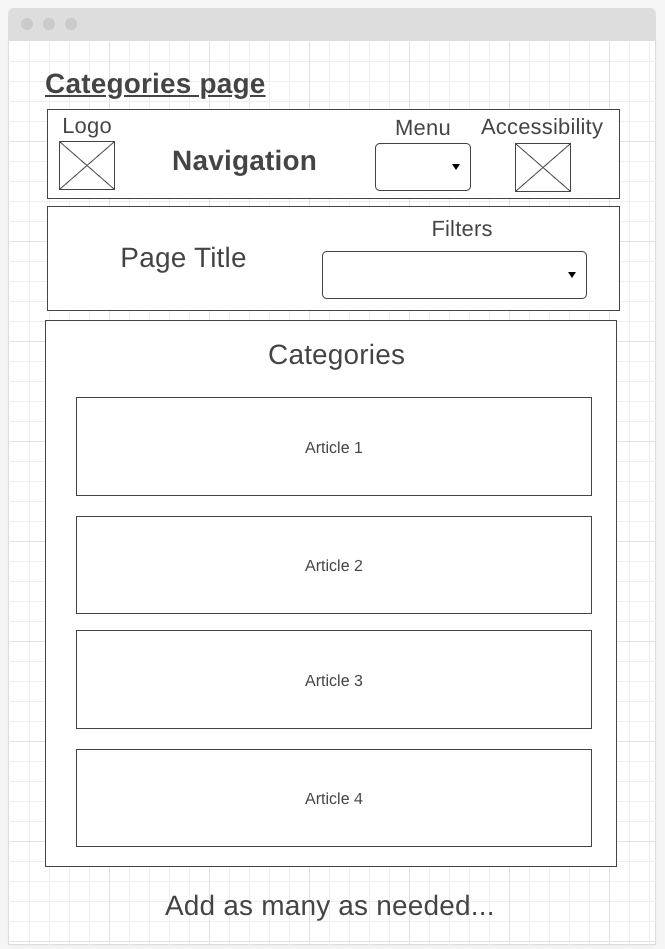 Categories page
Logo
Navigation
Menu
Accessibility
Page Title
Filters
Categories
Article 1
Article 2
Article 3
Article 4
Add as many as needed...